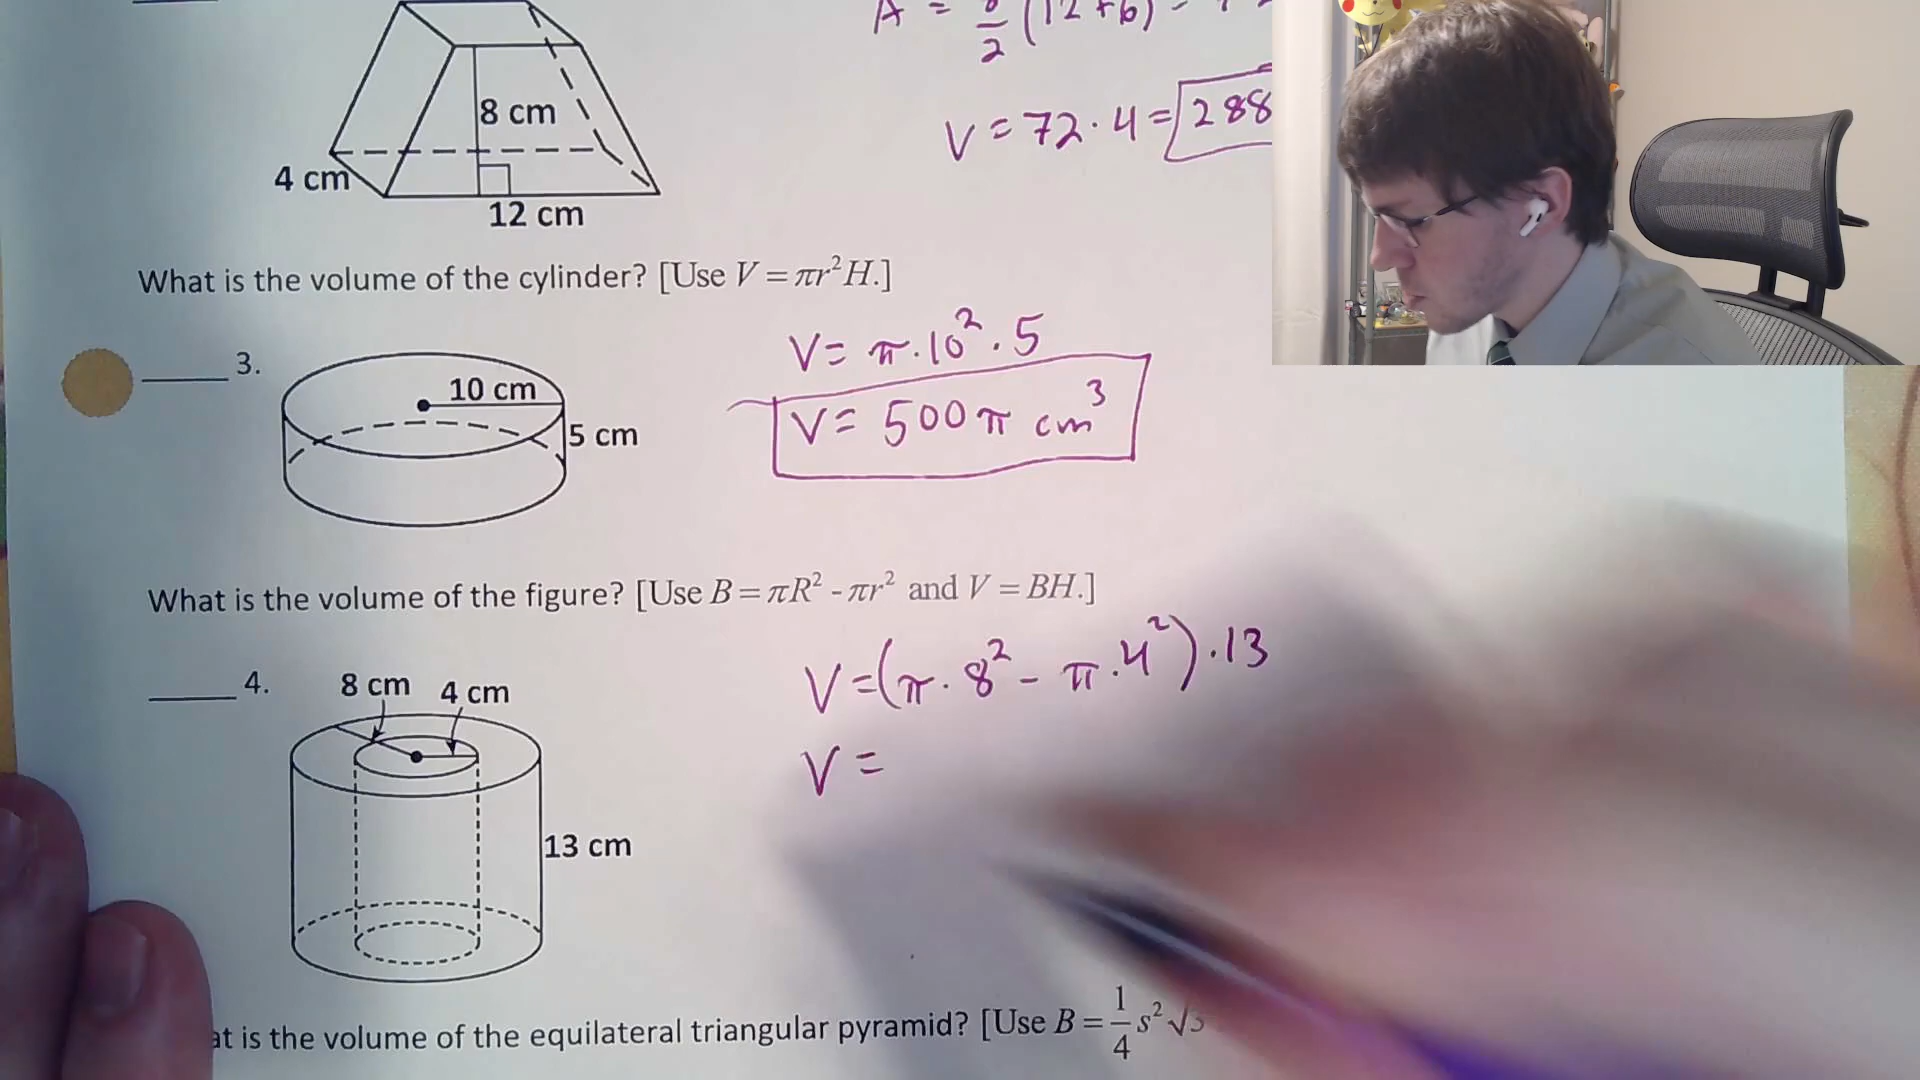 A = /2 (12+6) =
8 cm
V = 72 · 4 = 288
4 cm
12 cm
What is the volume of the cylinder? [Use V = πr²H.]
3.
10 cm
5 cm
V = π · 10² · 5
V = 500π cm³
What is the volume of the figure? [Use B = πR² - πr² and V = BH.]
4.
8 cm
4 cm
13 cm
V = (π · 8² - π · 4²) · 13
V =
at is the volume of the equilateral triangular pyramid? [Use B = 1/4 s²√3